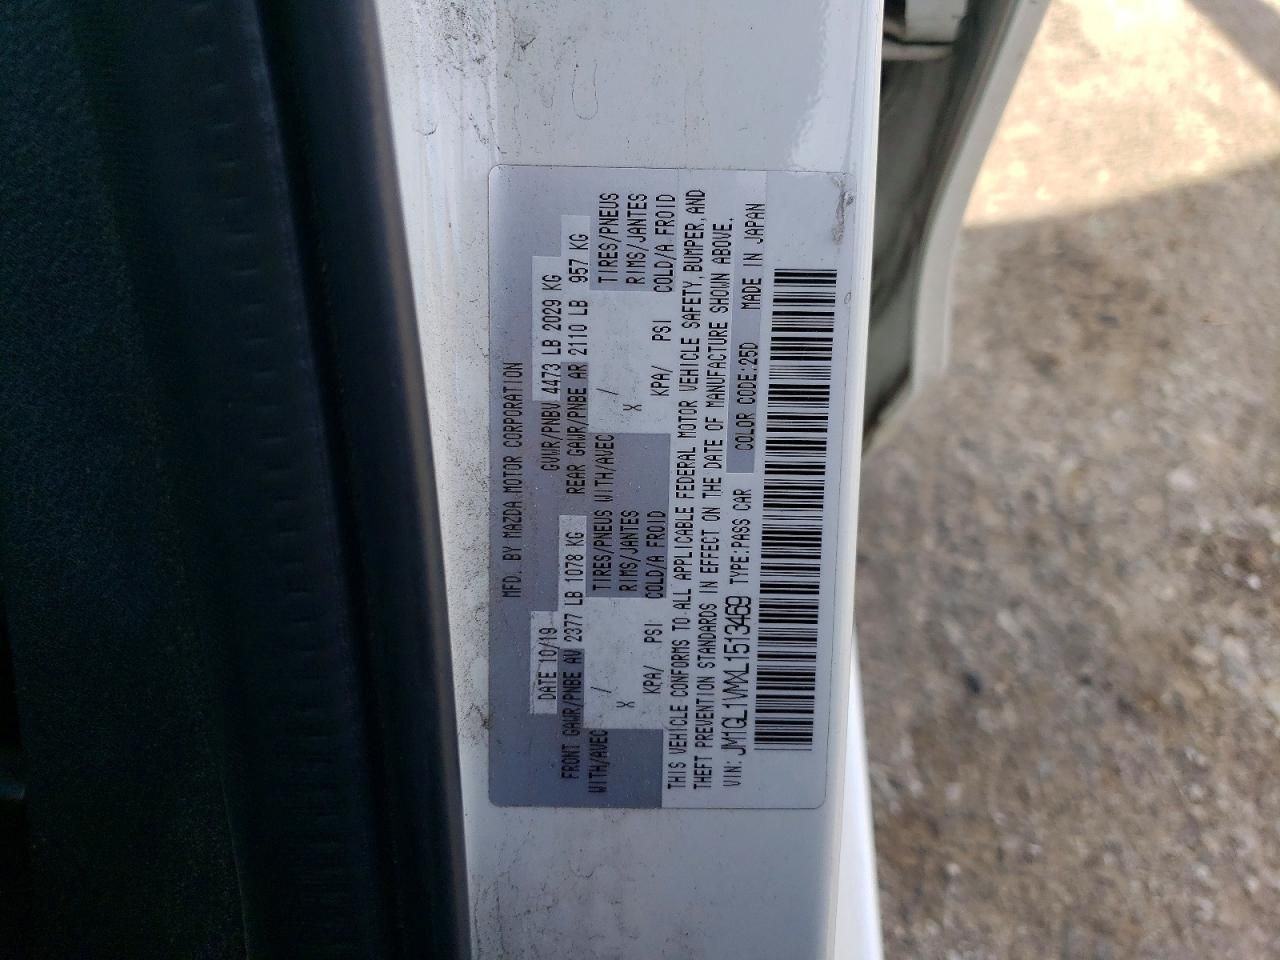 MFD. BY MAZDA MOTOR CORPORATION
DATE 10/19 GVWR/PNBV 4473 LB 2029 KG
FRONT GAWR/PNBE AV 2377 LB 1078 KG REAR GAWR/PNBE AR 2110 LB 957 KG
WITH/AVEC / TIRES/PNEUS WITH/AVEC / TIRES/PNEUS
X RIMS/JANTES X RIMS/JANTES
KPA/ PSI COLD/A FROID KPA/ PSI COLD/A FROID
THIS VEHICLE CONFORMS TO ALL APPLICABLE FEDERAL MOTOR VEHICLE SAFETY, BUMPER, AND
THEFT PREVENTION STANDARDS IN EFFECT ON THE DATE OF MANUFACTURE SHOWN ABOVE.
VIN: JM1GL1VMXL1513469 TYPE:PASS CAR COLOR CODE:25D MADE IN JAPAN